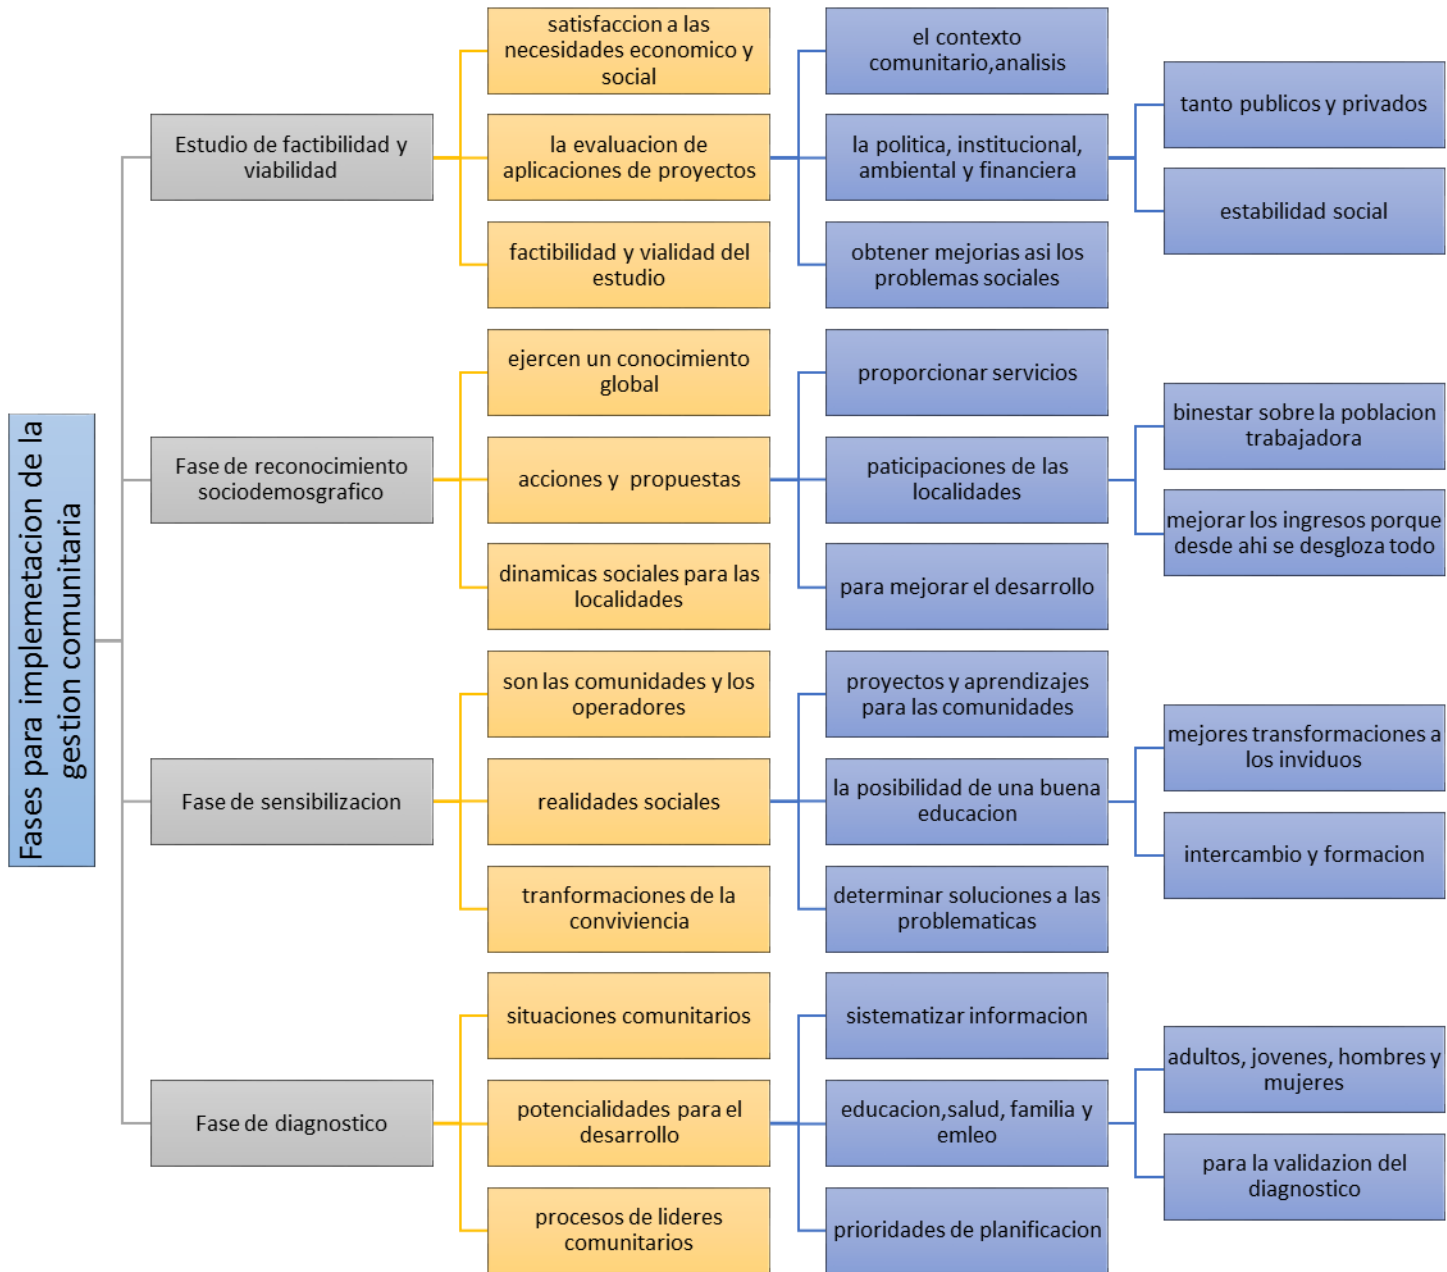 Fases para implemetacion de la
gestion comunitaria
Estudio de factibilidad y
viabilidad
satisfaccion a las
necesidades economico y
social
la evaluacion de
aplicaciones de proyectos
factibilidad y vialidad del
estudio
el contexto
comunitario,analisis
la politica, institucional,
ambiental y financiera
obtener mejorias asi los
problemas sociales
tanto publicos y privados
estabilidad social
Fase de reconocimiento
sociodemosgrafico
ejercen un conocimiento
global
acciones y propuestas
dinamicas sociales para las
localidades
proporcionar servicios
paticipaciones de las
localidades
para mejorar el desarrollo
binestar sobre la poblacion
trabajadora
mejorar los ingresos porque
desde ahi se desgloza todo
Fase de sensibilizacion
son las comunidades y los
operadores
realidades sociales
tranformaciones de la
conviviencia
proyectos y aprendizajes
para las comunidades
la posibilidad de una buena
educacion
determinar soluciones a las
problematicas
mejores transformaciones a
los inviduos
intercambio y formacion
Fase de diagnostico
situaciones comunitarios
potencialidades para el
desarrollo
procesos de lideres
comunitarios
sistematizar informacion
educacion,salud, familia y
emleo
prioridades de planificacion
adultos, jovenes, hombres y
mujeres
para la validazion del
diagnostico